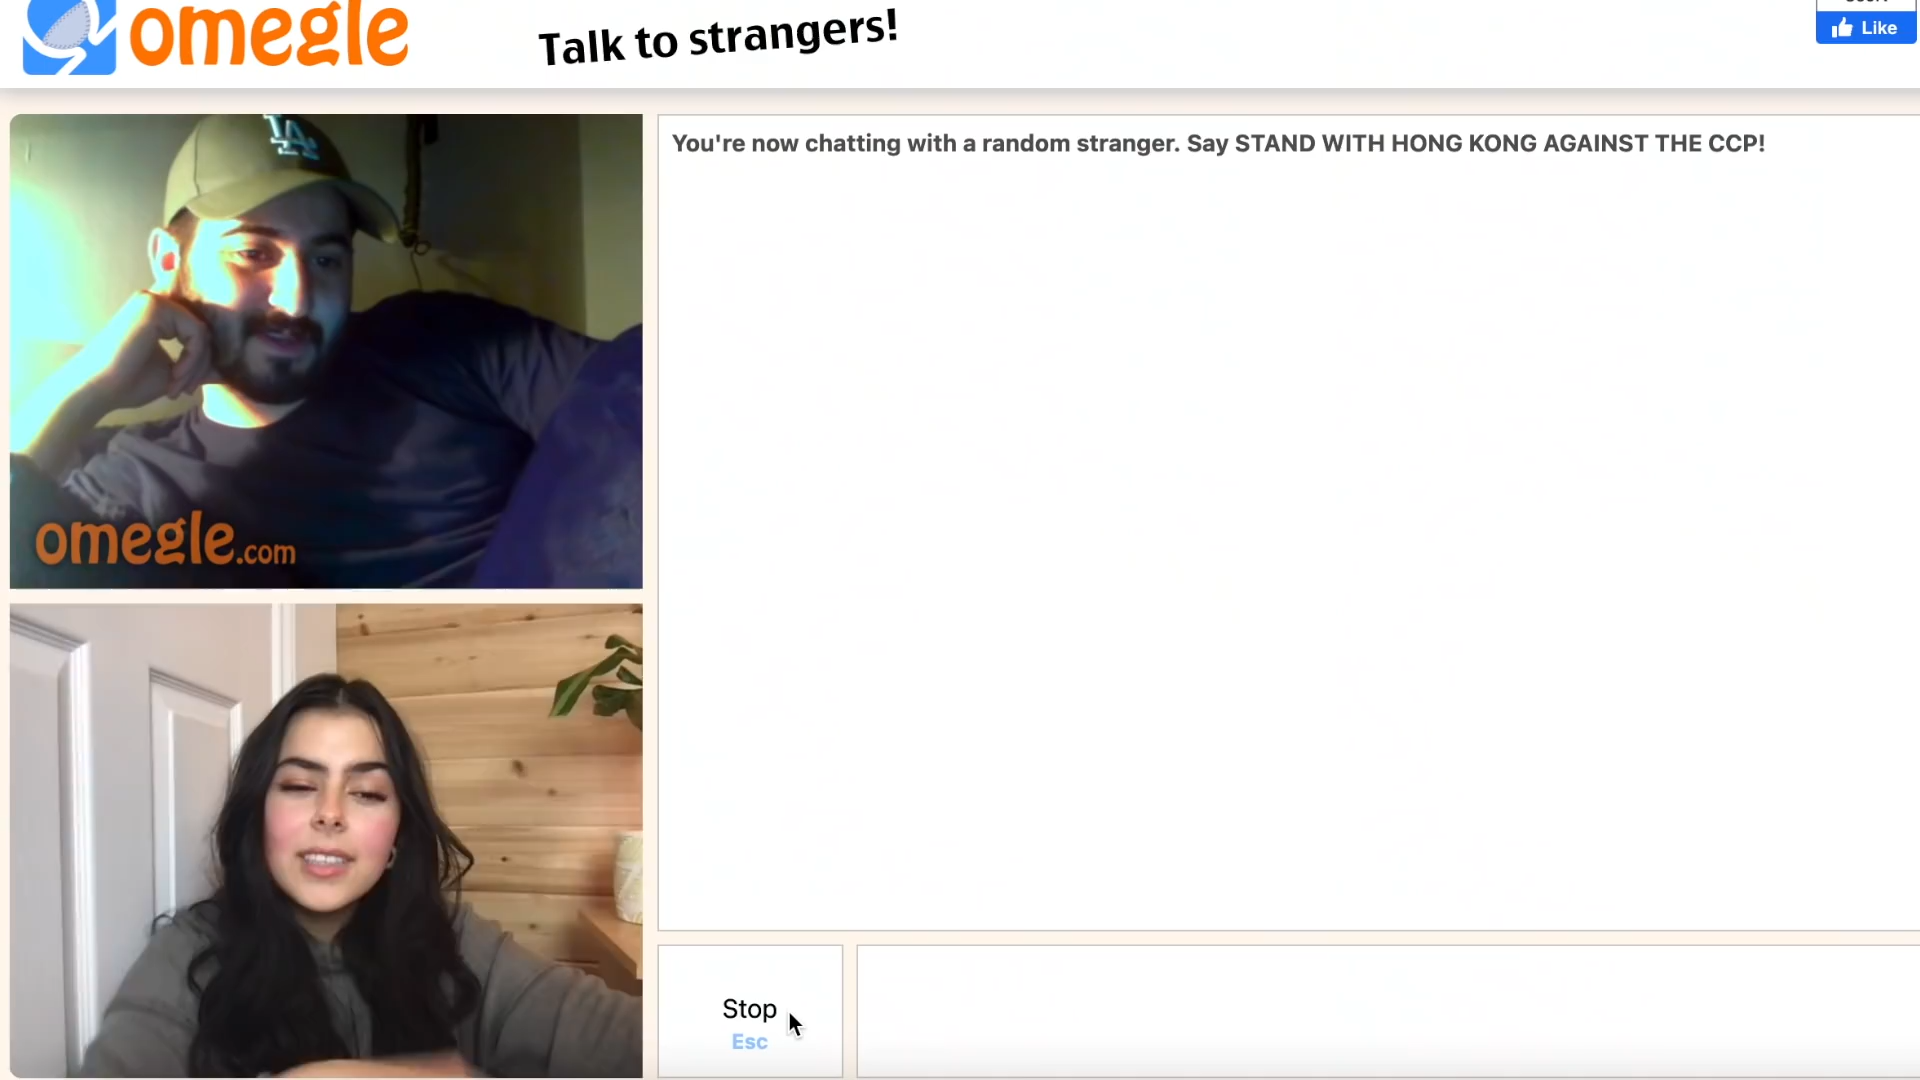 omegle
Talk to strangers!
Like
You're now chatting with a random stranger. Say STAND WITH HONG KONG AGAINST THE CCP!
LA
omegle.com
Stop
Esc